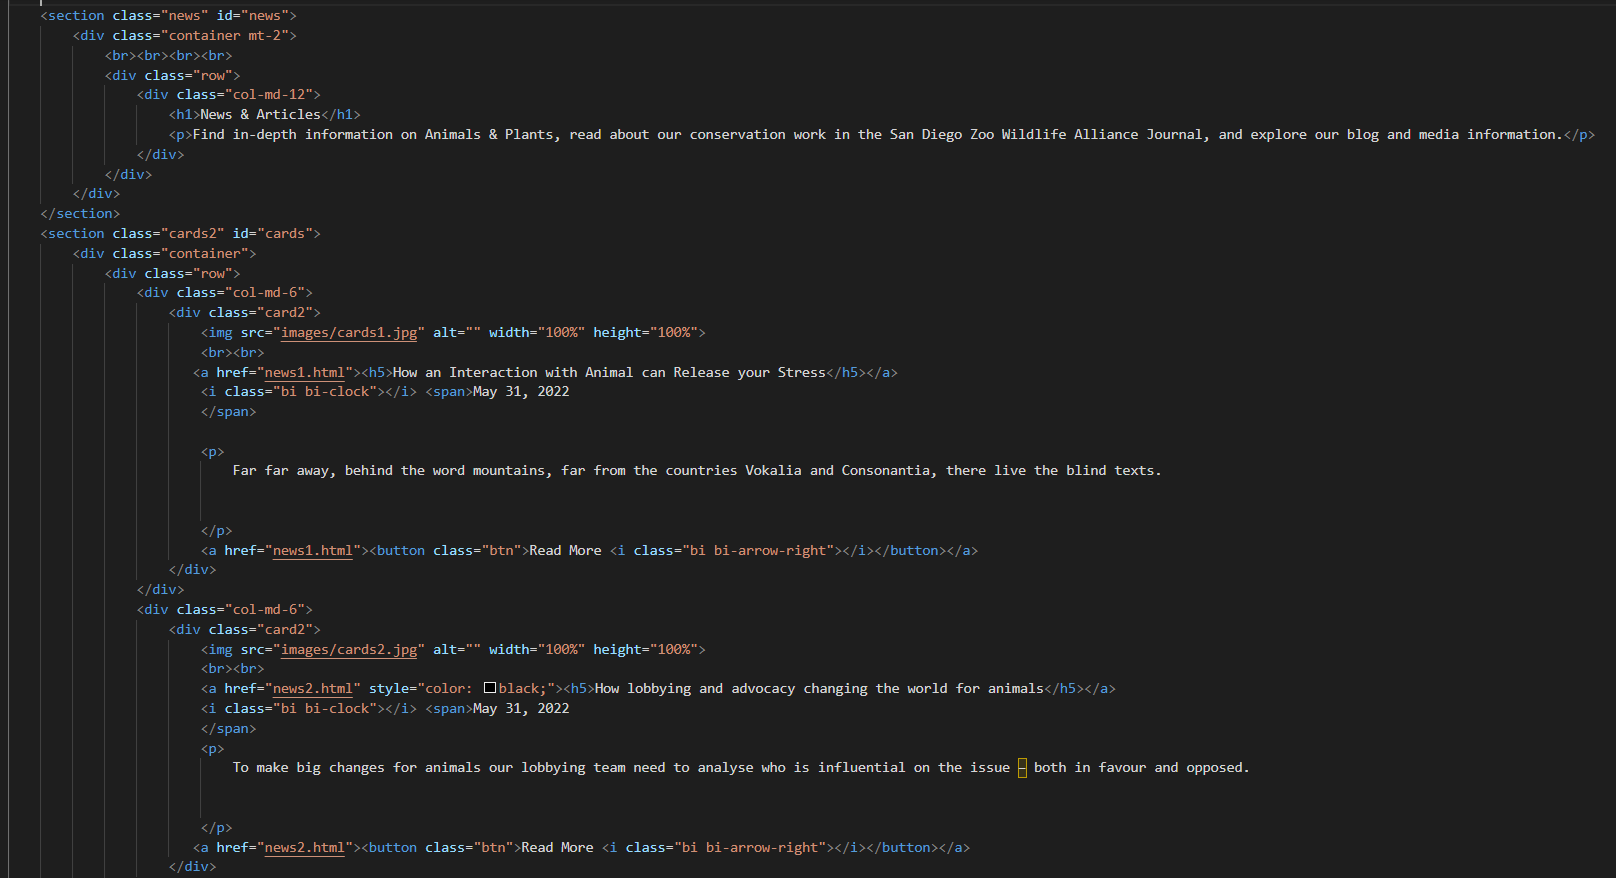 <section class="news" id="news">
<div class="container mt-2">
<br><br><br><br>
<div class="row">
<div class="col-md-12">
<h1>News & Articles</h1>
<p>Find in-depth information on Animals & Plants, read about our conservation work in the San Diego Zoo Wildlife Alliance Journal, and explore our blog and media information.</p>
</div>
</div>
</div>
</section>
<section class="cards2" id="cards">
<div class="container">
<div class="row">
<div class="col-md-6">
<div class="card2">
<img src="images/cards1.jpg" alt="" width="100%" height="100%">
<br><br>
<a href="news1.html"><h5>How an Interaction with Animal can Release your Stress</h5></a>
<i class="bi bi-clock"></i> <span>May 31, 2022
</span>
<p>
Far far away, behind the word mountains, far from the countries Vokalia and Consonantia, there live the blind texts.
</p>
<a href="news1.html"><button class="btn">Read More <i class="bi bi-arrow-right"></i></button></a>
</div>
</div>
<div class="col-md-6">
<div class="card2">
<img src="images/cards2.jpg" alt="" width="100%" height="100%">
<br><br>
<a href="news2.html" style="color: black;"><h5>How lobbying and advocacy changing the world for animals</h5></a>
<i class="bi bi-clock"></i> <span>May 31, 2022
</span>
<p>
To make big changes for animals our lobbying team need to analyse who is influential on the issue – both in favour and opposed.
</p>
<a href="news2.html"><button class="btn">Read More <i class="bi bi-arrow-right"></i></button></a>
</div>